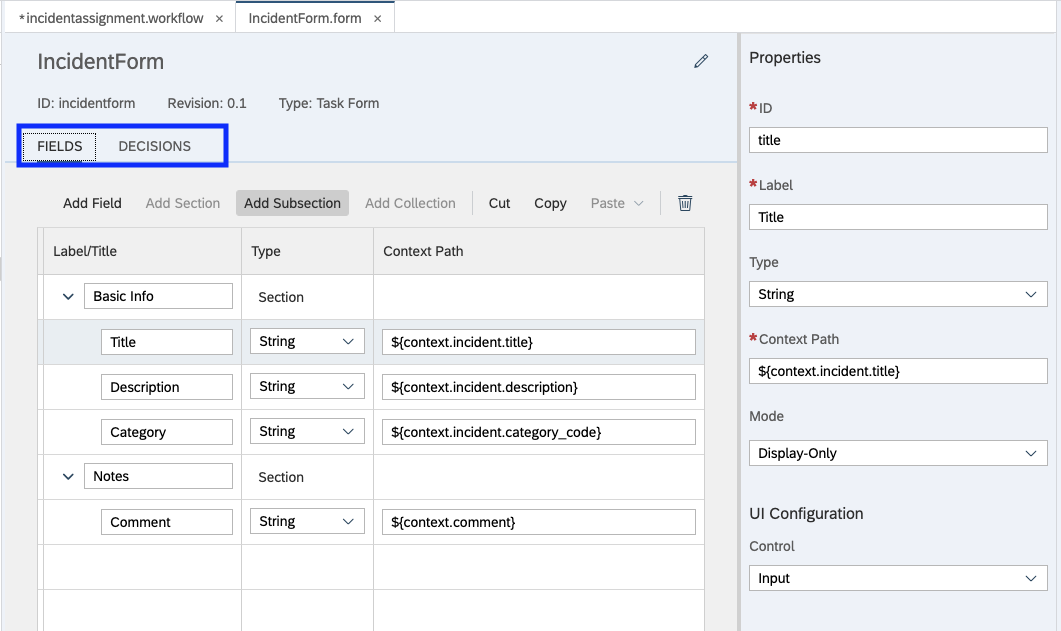 *incidentassignment.workflow × IncidentForm.form ×
IncidentForm
ID: incidentform Revision: 0.1 Type: Task Form
FIELDS DECISIONS
Add Field Add Section Add Subsection Add Collection Cut Copy Paste
Label/Title Type Context Path
Basic Info Section
Title String ${context.incident.title}
Description String ${context.incident.description}
Category String ${context.incident.category_code}
Notes Section
Comment String ${context.comment}
Properties
*ID
title
*Label
Title
Type
String
*Context Path
${context.incident.title}
Mode
Display-Only
UI Configuration
Control
Input